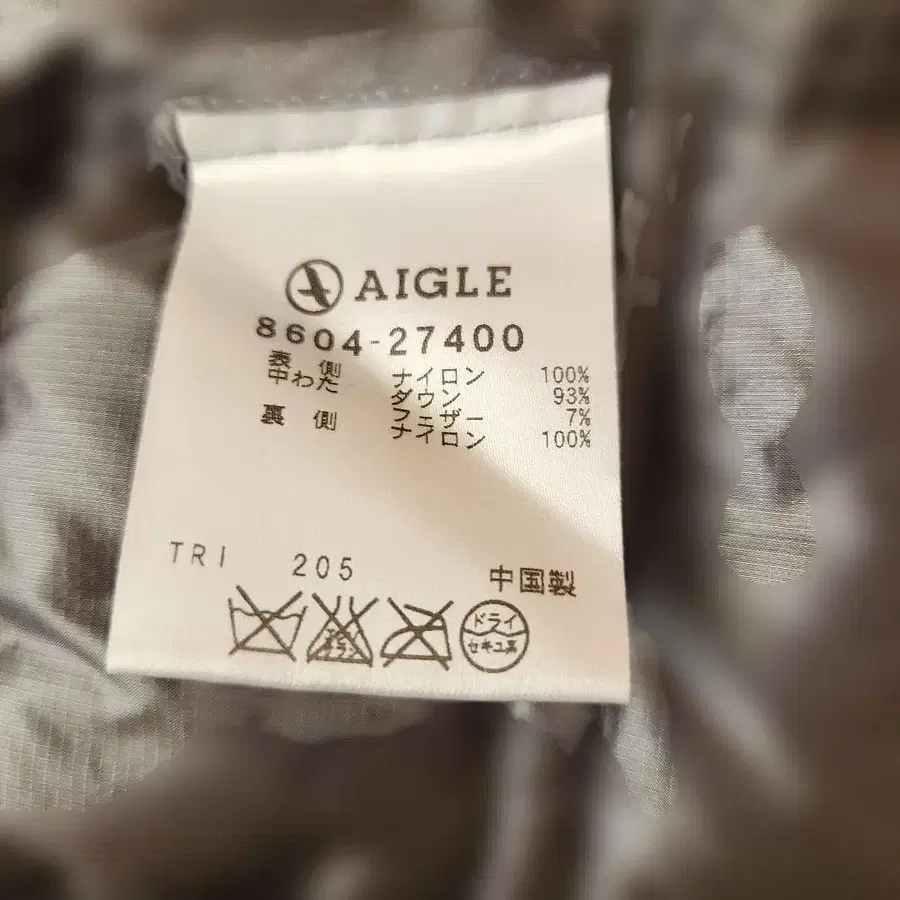 AIGLE
8604-27400
表側 ナイロン 100%
中わた ダウン 93%
フェザー 7%
裏側 ナイロン 100%
TRI 205
中国製
ドライ
セキユ系